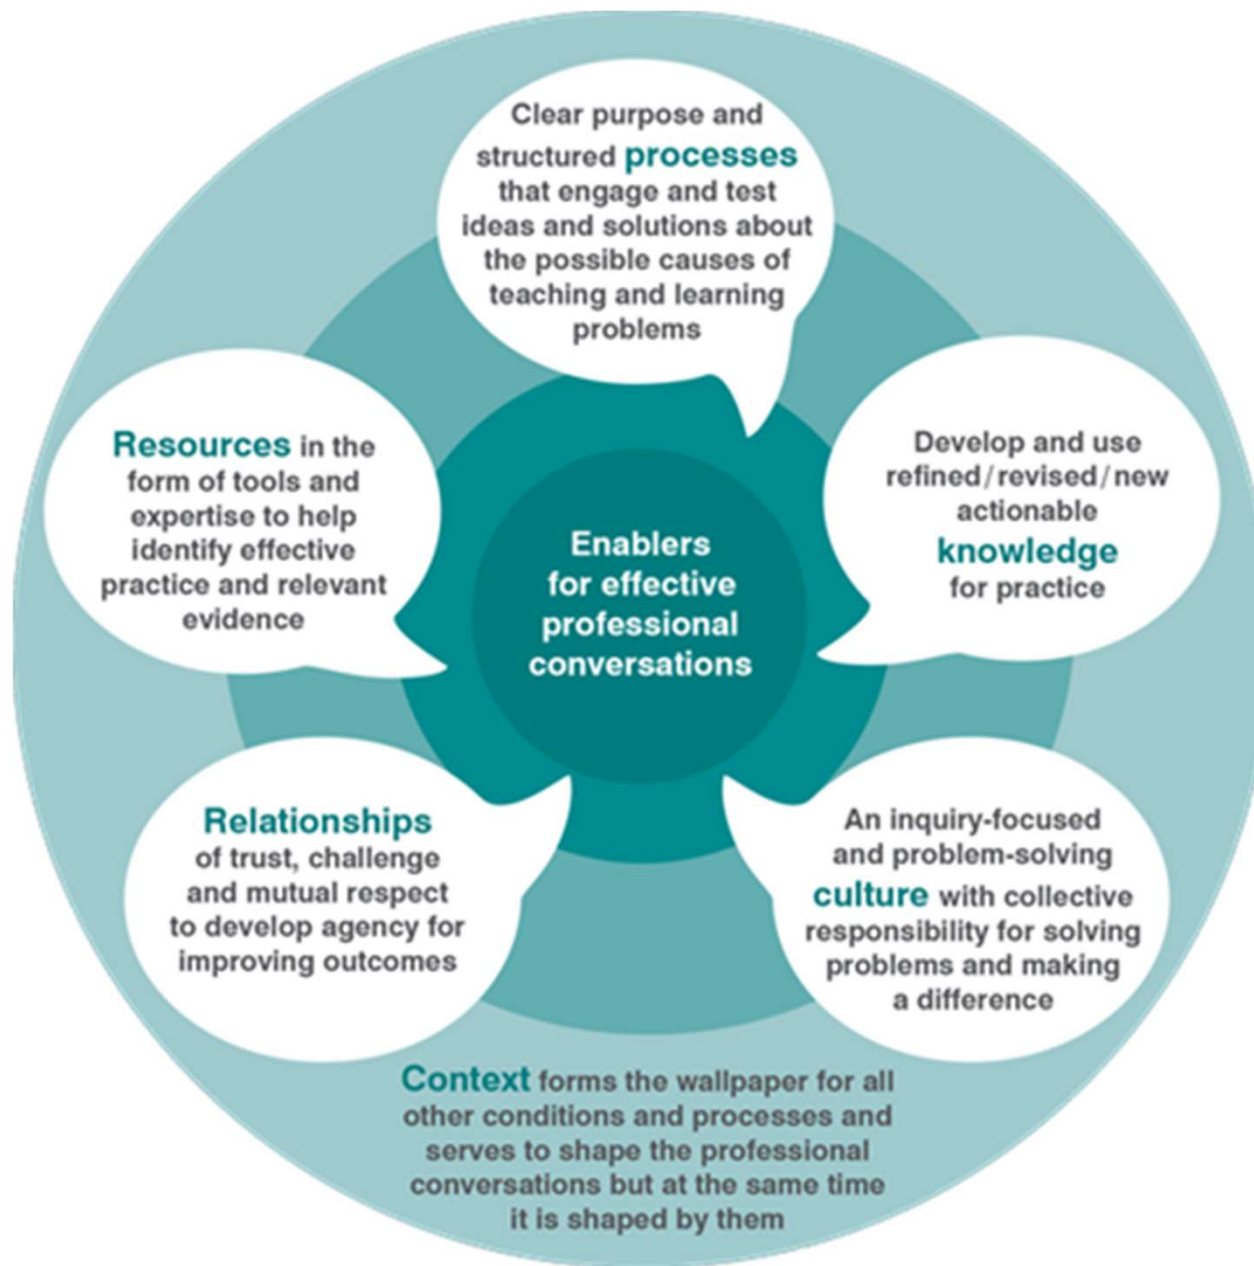 Clear purpose and
structured processes
that engage and test
ideas and solutions about
the possible causes of
teaching and learning
problems
Resources in the
form of tools and
expertise to help
identify effective
practice and relevant
evidence
Develop and use
refined/revised/new
actionable
knowledge
for practice
Enablers
for effective
professional
conversations
Relationships
of trust, challenge
and mutual respect
to develop agency for
improving outcomes
An inquiry-focused
and problem-solving
culture with collective
responsibility for solving
problems and making
a difference
Context forms the wallpaper for all
other conditions and processes and
serves to shape the professional
conversations but at the same time
it is shaped by them